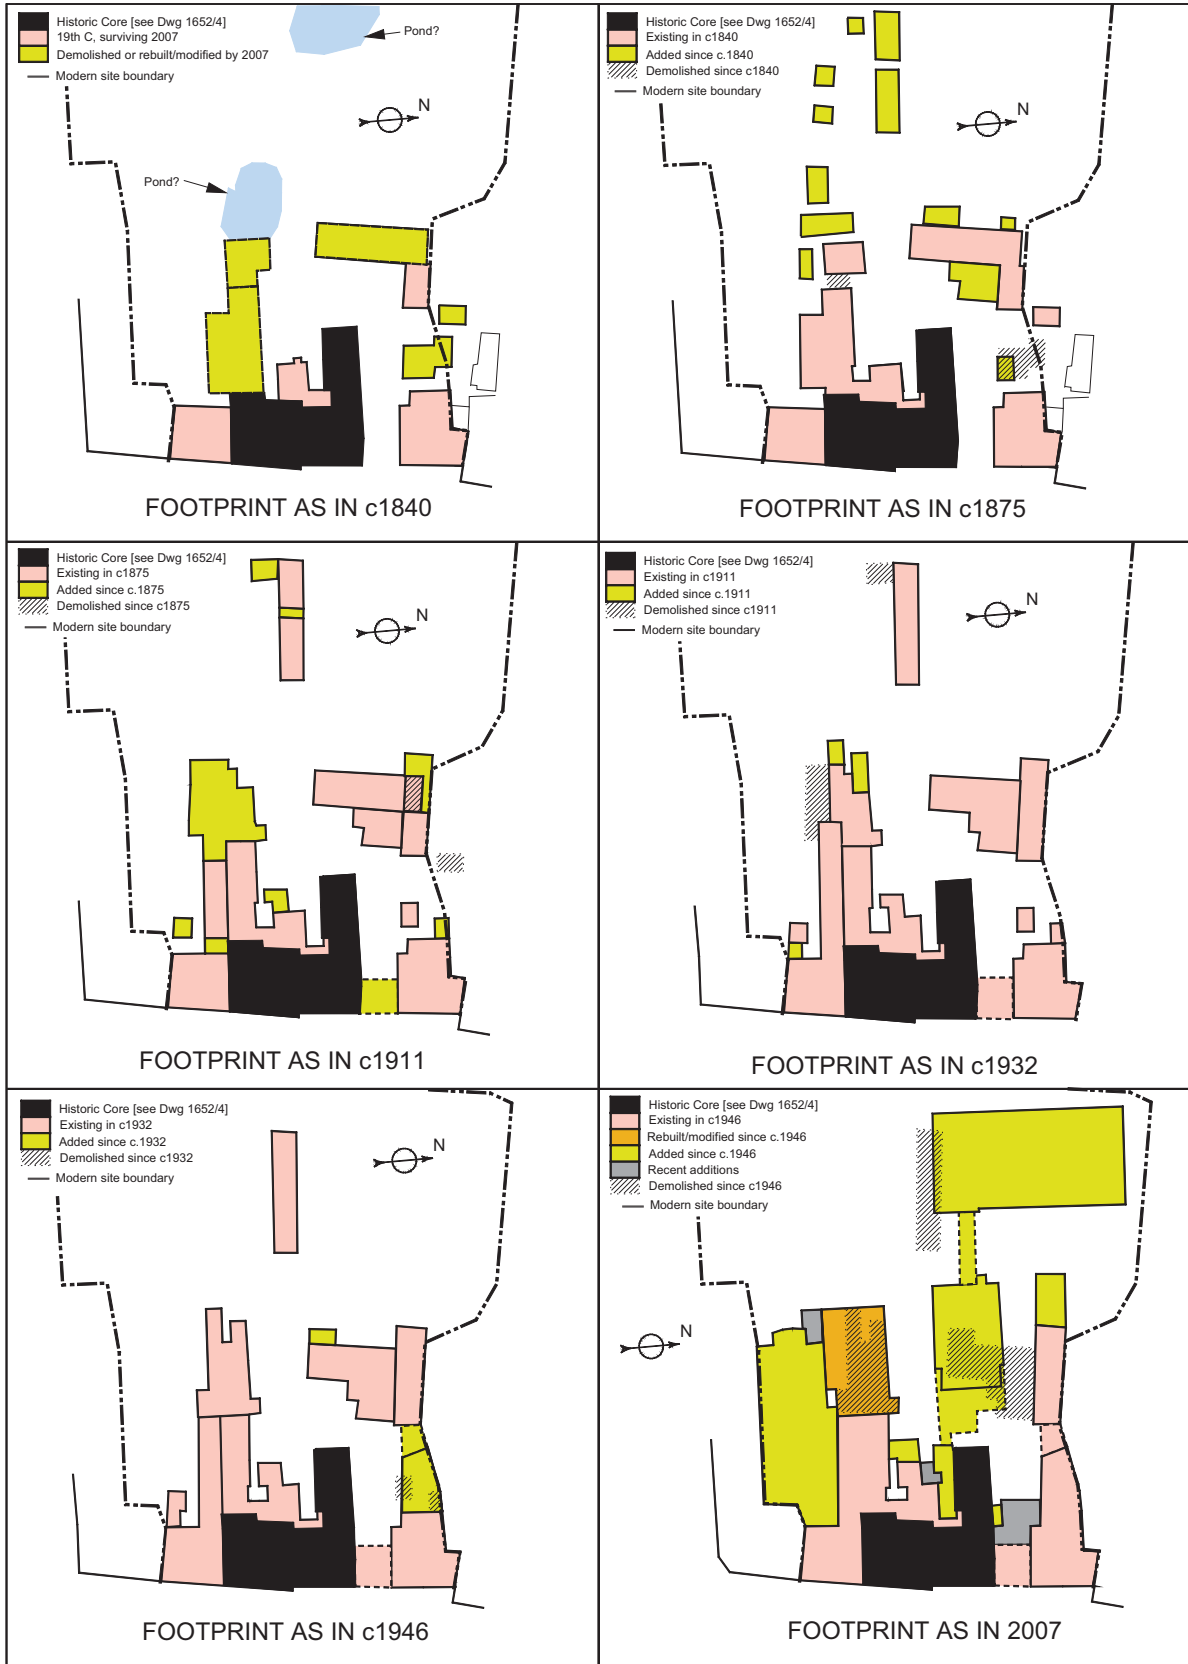 Historic Core [see Dwg 1652/4]
19th C, surviving 2007
Demolished or rebuilt/modified by 2007
Modern site boundary
Pond?
N
Pond?
FOOTPRINT AS IN c1840
Historic Core [see Dwg 1652/4]
Existing in c1840
Added since c.1840
Demolished since c1840
Modern site boundary
N
FOOTPRINT AS IN c1875
Historic Core [see Dwg 1652/4]
Existing in c1875
Added since c.1875
Demolished since c1875
Modern site boundary
N
FOOTPRINT AS IN c1911
Historic Core [see Dwg 1652/4]
Existing in c1911
Added since c.1911
Demolished since c1911
Modern site boundary
N
FOOTPRINT AS IN c1932
Historic Core [see Dwg 1652/4]
Existing in c1932
Added since c.1932
Demolished since c1932
Modern site boundary
N
FOOTPRINT AS IN c1946
Historic Core [see Dwg 1652/4]
Existing in c1946
Rebuilt/modified since c.1946
Added since c.1946
Recent additions
Demolished since c1946
Modern site boundary
N
FOOTPRINT AS IN 2007